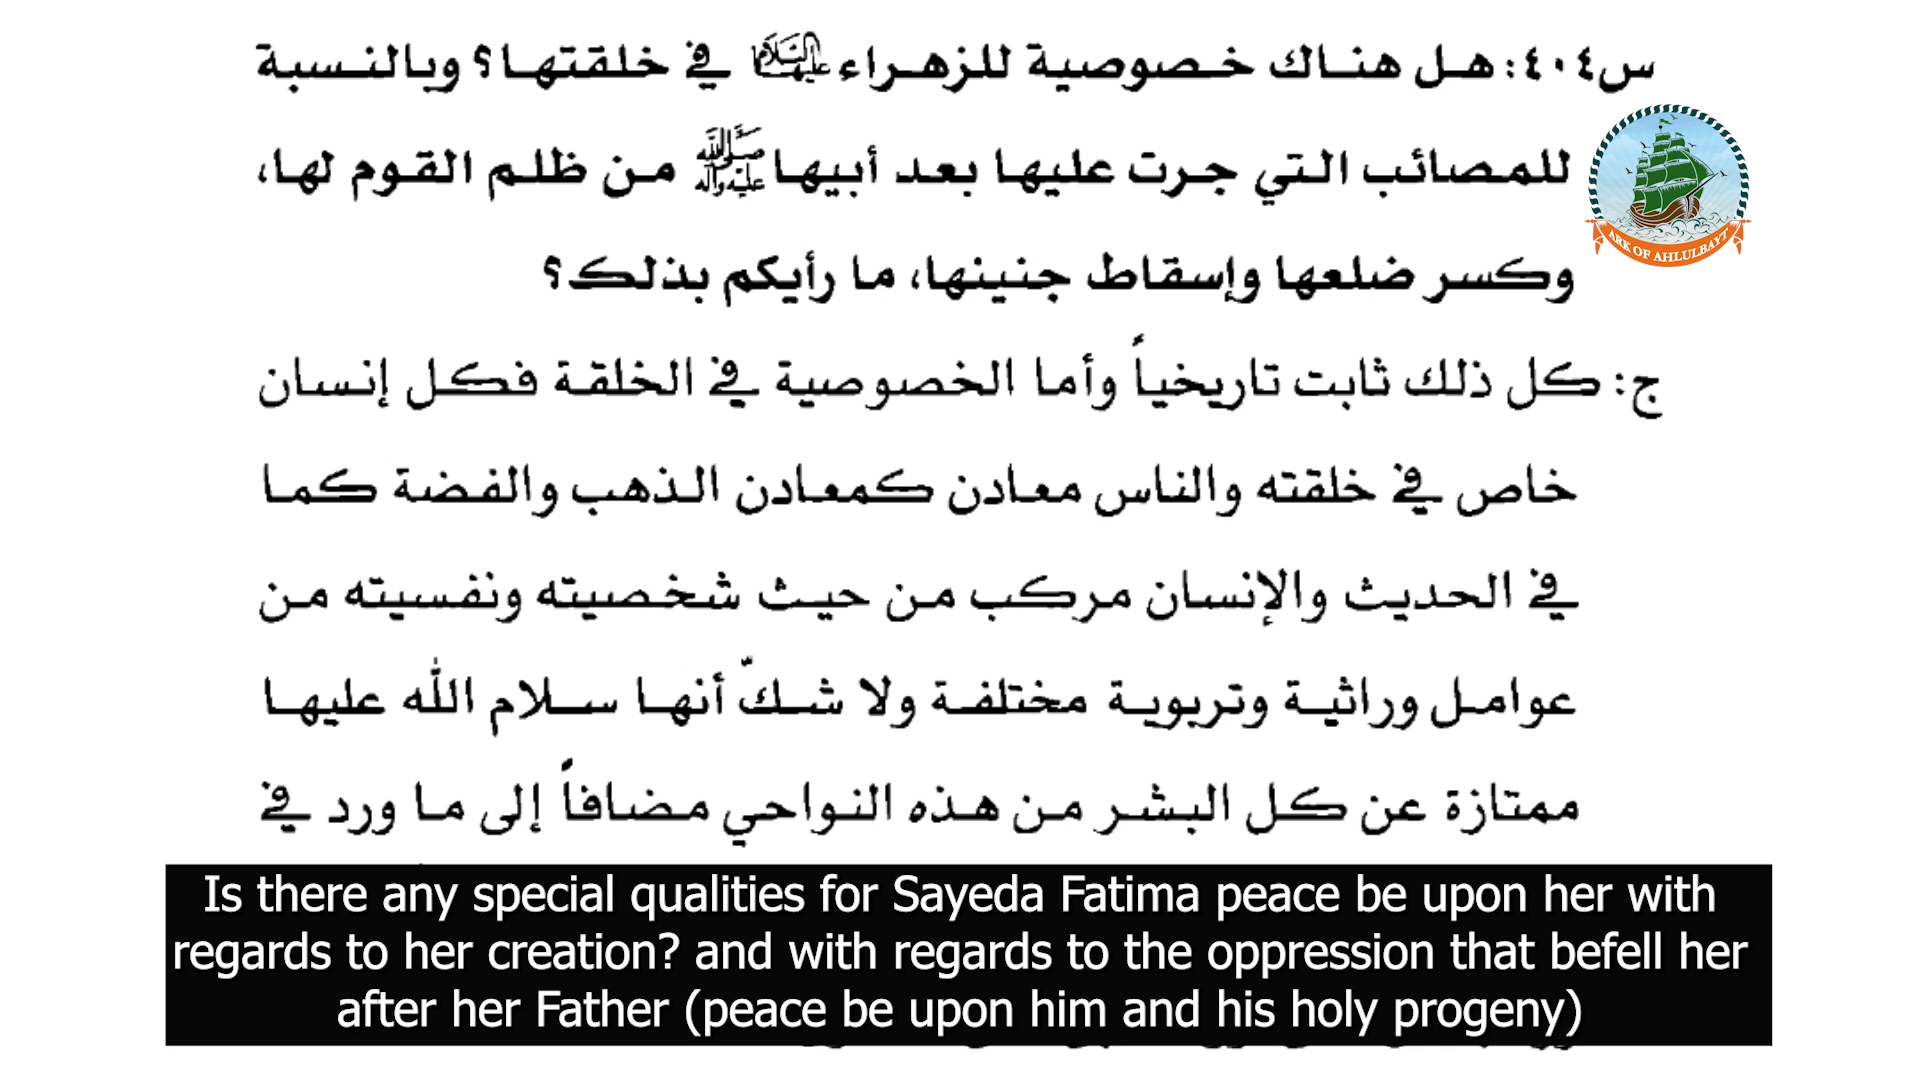 س٤٠٤: هل هناك خصوصية للزهراء عليها السلام في خلقتها؟ وبالنسبة
للمصائب التي جرت عليها بعد أبيها صلى الله عليه وآله من ظلم القوم لها،
وكسر ضلعها وإسقاط جنينها، ما رأيكم بذلك؟
ج: كل ذلك ثابت تاريخياً وأما الخصوصية في الخلقة فكل إنسان
خاص في خلقته والناس معادن كمعادن الذهب والفضة كما
في الحديث والإنسان مركب من حيث شخصيته ونفسيته من
عوامل وراثية وتربوية مختلفة ولا شكّ أنها سلام الله عليها
ممتازة عن كل البشر من هذه النواحي مضافاً إلى ما ورد في
ARK OF AHLULBAYT
Is there any special qualities for Sayeda Fatima peace be upon her with
regards to her creation? and with regards to the oppression that befell her
after her Father (peace be upon him and his holy progeny)